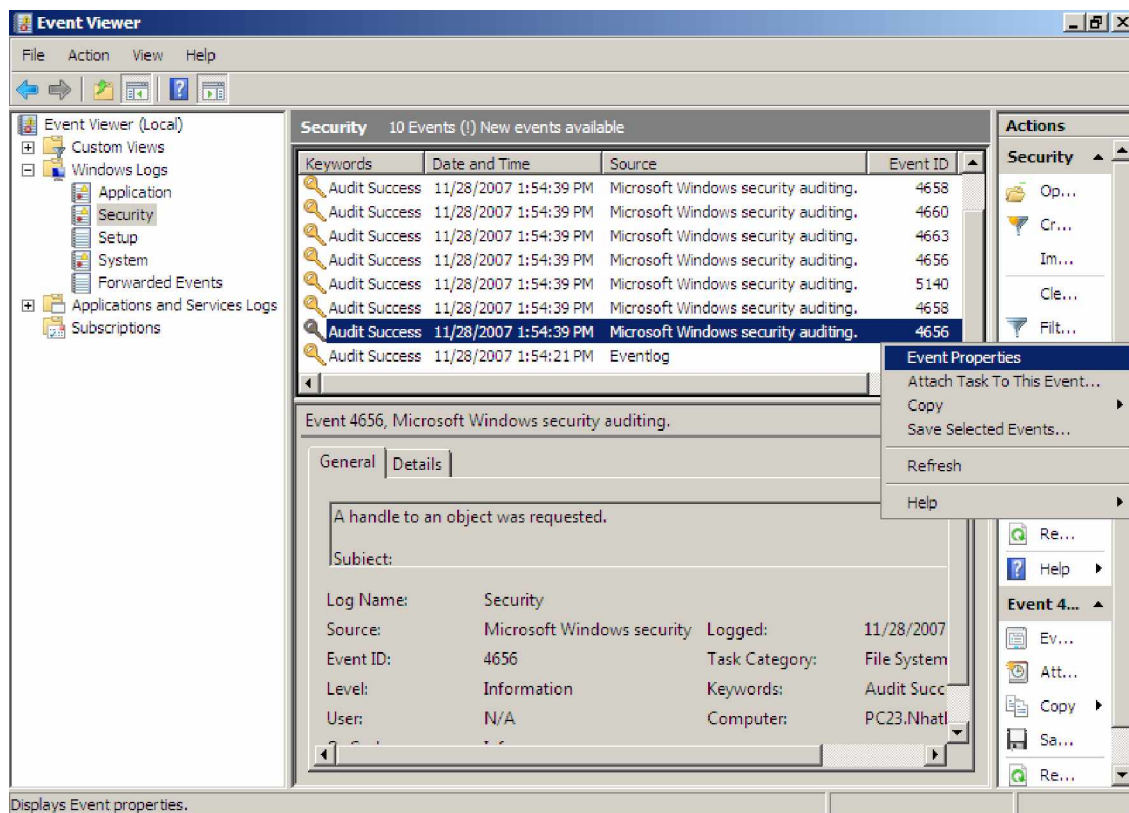 Event Viewer
File Action View Help
Event Viewer (Local)
Custom Views
Windows Logs
Application
Security
Setup
System
Forwarded Events
Applications and Services Logs
Subscriptions
Security 10 Events (!) New events available
Keywords Date and Time Source Event ID
Audit Success 11/28/2007 1:54:39 PM Microsoft Windows security auditing. 4658
Audit Success 11/28/2007 1:54:39 PM Microsoft Windows security auditing. 4660
Audit Success 11/28/2007 1:54:39 PM Microsoft Windows security auditing. 4663
Audit Success 11/28/2007 1:54:39 PM Microsoft Windows security auditing. 4656
Audit Success 11/28/2007 1:54:39 PM Microsoft Windows security auditing. 5140
Audit Success 11/28/2007 1:54:39 PM Microsoft Windows security auditing. 4658
Audit Success 11/28/2007 1:54:39 PM Microsoft Windows security auditing. 4656
Audit Success 11/28/2007 1:54:21 PM Eventlog
Event Properties
Attach Task To This Event...
Copy
Save Selected Events...
Refresh
Help
Event 4656, Microsoft Windows security auditing.
General Details
A handle to an object was requested.
Subject:
Log Name: Security
Source: Microsoft Windows security Logged: 11/28/2007
Event ID: 4656 Task Category: File System
Level: Information Keywords: Audit Succ
User: N/A Computer: PC23.Nhatl
Actions
Security
Op...
Cr...
Im...
Cle...
Filt...
Re...
Help
Event 4...
Ev...
Att...
Copy
Sa...
Re...
Displays Event properties.